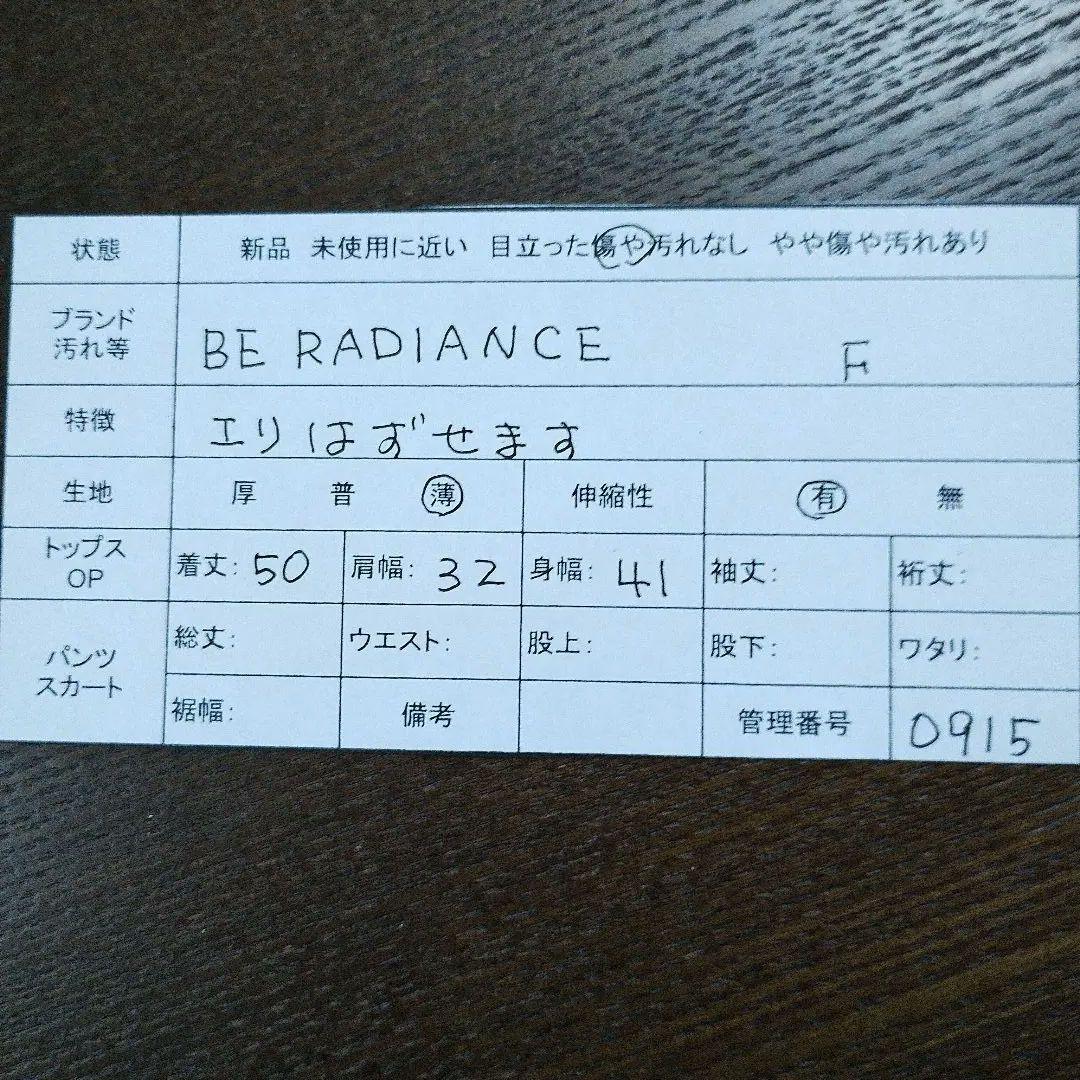 状態 新品 未使用に近い 目立った傷や汚れなし やや傷や汚れあり
ブランド
汚れ等 BE RADIANCE F
特徴 エリはずせます
生地 厚 普 薄 伸縮性 有 無
トップス
OP 着丈: 50 肩幅: 32 身幅: 41 袖丈: 裄丈:
パンツ
スカート 総丈: ウエスト: 股上: 股下: ワタリ:
裾幅: 備考 管理番号 0915